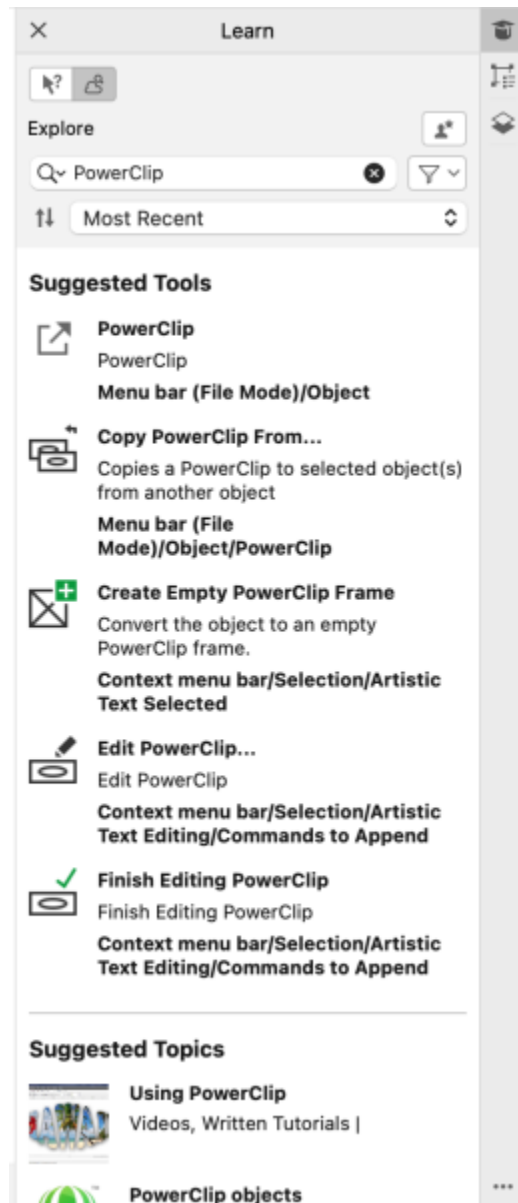 Learn
Explore
PowerClip
Most Recent
Suggested Tools
PowerClip
PowerClip
Menu bar (File Mode)/Object
Copy PowerClip From...
Copies a PowerClip to selected object(s)
from another object
Menu bar (File
Mode)/Object/PowerClip
Create Empty PowerClip Frame
Convert the object to an empty
PowerClip frame.
Context menu bar/Selection/Artistic
Text Selected
Edit PowerClip...
Edit PowerClip
Context menu bar/Selection/Artistic
Text Editing/Commands to Append
Finish Editing PowerClip
Finish Editing PowerClip
Context menu bar/Selection/Artistic
Text Editing/Commands to Append
Suggested Topics
Using PowerClip
Videos, Written Tutorials |
PowerClip objects